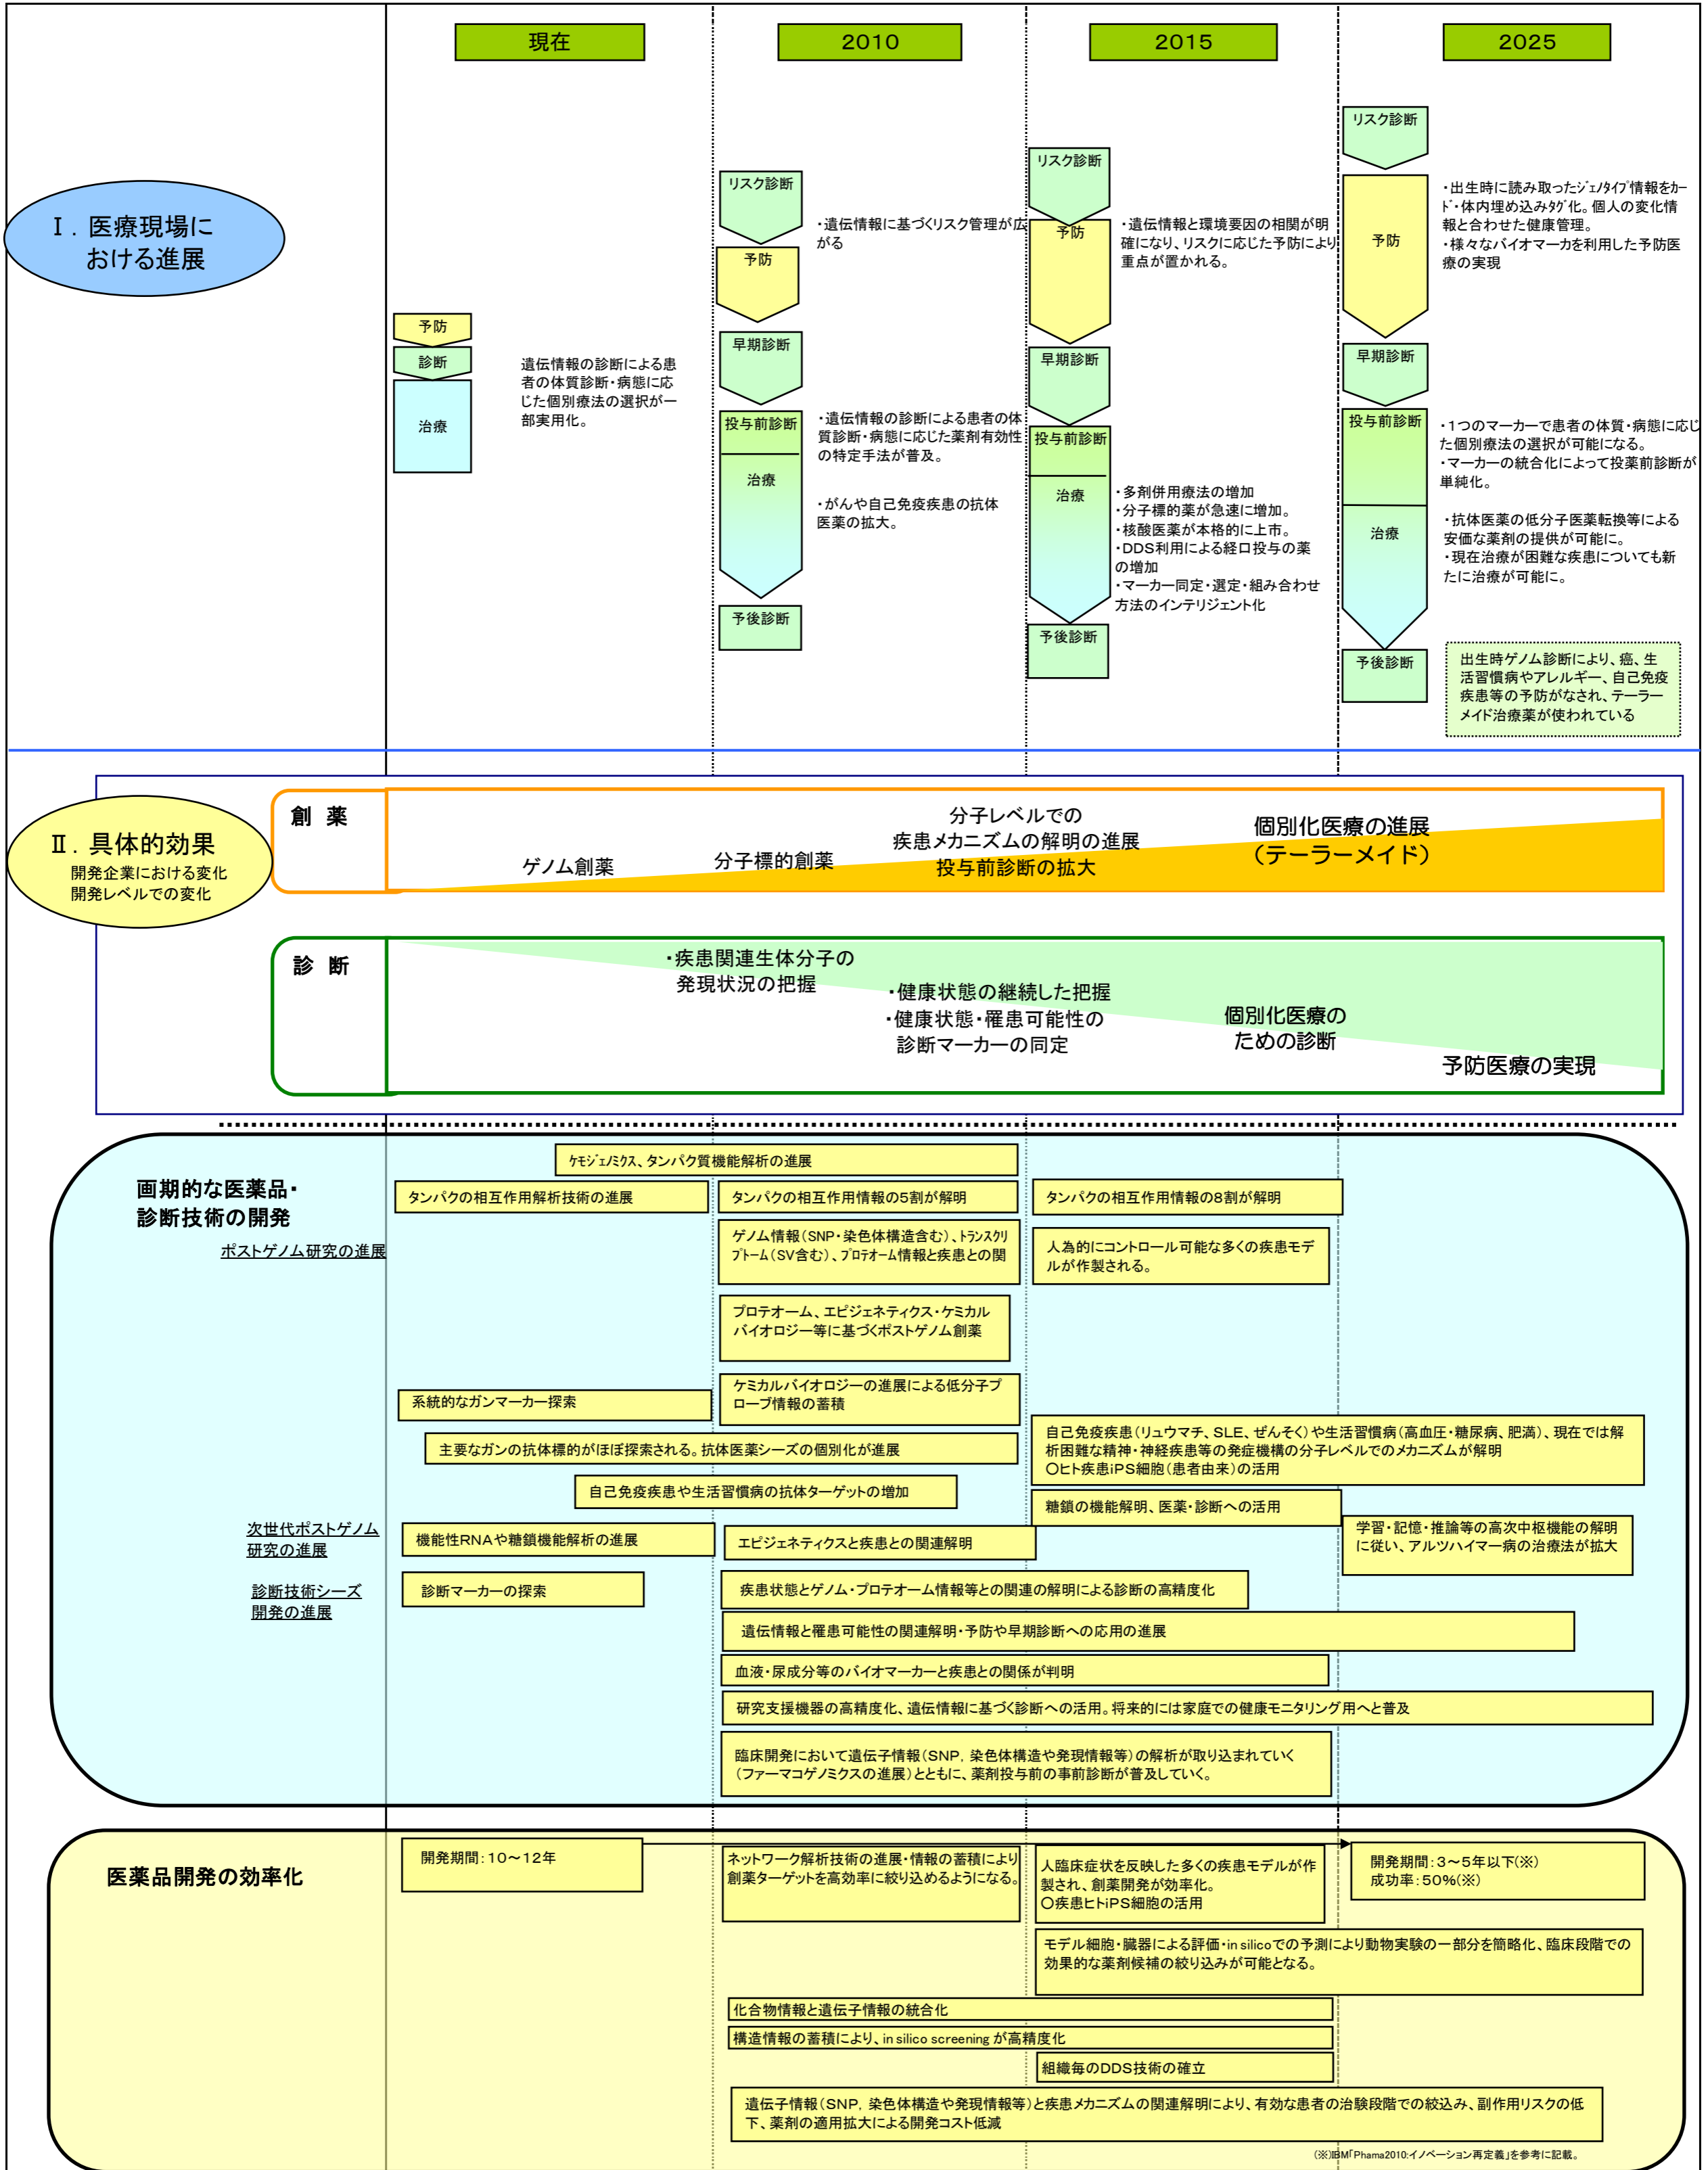 現在
2010
2015
2025
Ⅰ．医療現場に
おける進展
予防
診断
治療
遺伝情報の診断による患
者の体質診断・病態に応
じた個別療法の選択が一
部実用化。
リスク診断
予防
早期診断
投与前診断
治療
予後診断
・遺伝情報に基づくリスク管理が広
がる
・遺伝情報の診断による患者の体
質診断・病態に応じた薬剤有効性
の特定手法が普及。
・がんや自己免疫疾患の抗体
医薬の拡大。
リスク診断
予防
早期診断
投与前診断
治療
予後診断
・遺伝情報と環境要因の相関が明
確になり、リスクに応じた予防により
重点が置かれる。
・多剤併用療法の増加
・分子標的薬が急速に増加。
・核酸医薬が本格的に上市。
・DDS利用による経口投与の薬
の増加
・マーカー同定・選定・組み合わせ
方法のインテリジェント化
リスク診断
予防
早期診断
投与前診断
治療
予後診断
・出生時に読み取ったｼﾞｪﾉﾀｲﾌﾟ情報をｶｰ
ﾄﾞ・体内埋め込みﾀｸﾞ化。個人の変化情
報と合わせた健康管理。
・様々なバイオマーカを利用した予防医
療の実現
・1つのマーカーで患者の体質・病態に応じ
た個別療法の選択が可能になる。
・マーカーの統合化によって投薬前診断が
単純化。
・抗体医薬の低分子医薬転換等による
安価な薬剤の提供が可能に。
・現在治療が困難な疾患についても新
たに治療が可能に。
出生時ゲノム診断により、癌、生
活習慣病やアレルギー、自己免疫
疾患等の予防がなされ、テーラー
メイド治療薬が使われている
Ⅱ．具体的効果
開発企業における変化
開発レベルでの変化
創 薬
ゲノム創薬
分子標的創薬
分子レベルでの
疾患メカニズムの解明の進展
投与前診断の拡大
個別化医療の進展
（テーラーメイド）
診 断
・疾患関連生体分子の
発現状況の把握
・健康状態の継続した把握
・健康状態・罹患可能性の
診断マーカーの同定
個別化医療の
ための診断
予防医療の実現
画期的な医薬品・
診断技術の開発
ポストゲノム研究の進展
ｹﾓｼﾞｪﾉﾐｸｽ、タンパク質機能解析の進展
タンパクの相互作用解析技術の進展
タンパクの相互作用情報の5割が解明
タンパクの相互作用情報の8割が解明
ゲノム情報（SNP・染色体構造含む）、ﾄﾗﾝｽｸﾘ
ﾌﾟﾄｰﾑ（SV含む）、ﾌﾟﾛﾃｵｰﾑ情報と疾患との関
人為的にコントロール可能な多くの疾患モデ
ルが作製される。
プロテオーム、エピジェネティクス・ケミカル
バイオロジー等に基づくポストゲノム創薬
系統的なガンマーカー探索
ケミカルバイオロジーの進展による低分子プ
ローブ情報の蓄積
主要なガンの抗体標的がほぼ探索される。抗体医薬シーズの個別化が進展
自己免疫疾患（リュウマチ、SLE、ぜんそく）や生活習慣病（高血圧・糖尿病、肥満）、現在では解
析困難な精神・神経疾患等の発症機構の分子レベルでのメカニズムが解明
○ヒト疾患iPS細胞（患者由来）の活用
自己免疫疾患や生活習慣病の抗体ターゲットの増加
糖鎖の機能解明、医薬・診断への活用
次世代ポストゲノム
研究の進展
機能性RNAや糖鎖機能解析の進展
エピジェネティクスと疾患との関連解明
学習・記憶・推論等の高次中枢機能の解明
に従い、アルツハイマー病の治療法が拡大
診断技術シーズ
開発の進展
診断マーカーの探索
疾患状態とゲノム・プロテオーム情報等との関連の解明による診断の高精度化
遺伝情報と罹患可能性の関連解明・予防や早期診断への応用の進展
血液・尿成分等のバイオマーカーと疾患との関係が判明
研究支援機器の高精度化、遺伝情報に基づく診断への活用。将来的には家庭での健康モニタリング用へと普及
臨床開発において遺伝子情報（SNP，染色体構造や発現情報等）の解析が取り込まれていく
（ファーマコゲノミクスの進展）とともに、薬剤投与前の事前診断が普及していく。
医薬品開発の効率化
開発期間：10～12年
ネットワーク解析技術の進展・情報の蓄積により
創薬ターゲットを高効率に絞り込めるようになる。
人臨床症状を反映した多くの疾患モデルが作
製され、創薬開発が効率化。
○疾患ヒトiPS細胞の活用
開発期間：3～5年以下（※）
成功率：50%（※）
モデル細胞・臓器による評価・in silicoでの予測により動物実験の一部分を簡略化、臨床段階での
効果的な薬剤候補の絞り込みが可能となる。
化合物情報と遺伝子情報の統合化
構造情報の蓄積により、in silico screening が高精度化
組織毎のDDS技術の確立
遺伝子情報（SNP，染色体構造や発現情報等）と疾患メカニズムの関連解明により、有効な患者の治験段階での絞込み、副作用リスクの低
下、薬剤の適用拡大による開発コスト低減
（※）IBM「Phama2010:イノベーション再定義」を参考に記載。